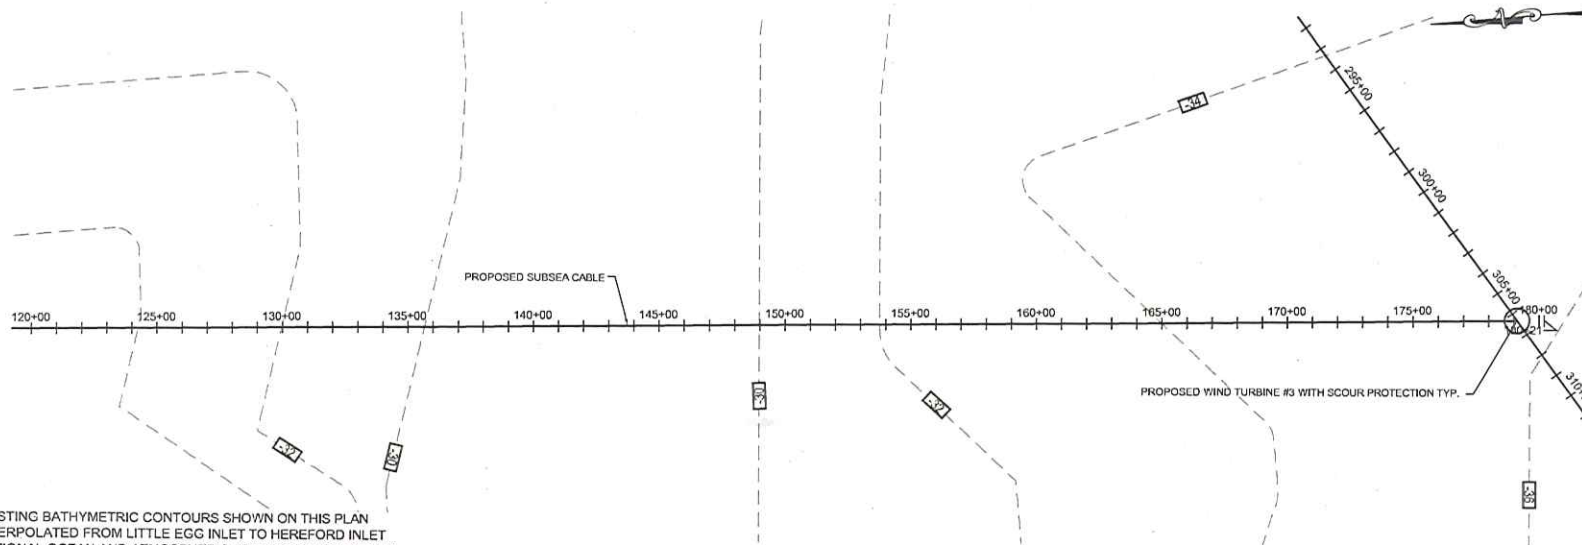 -34
295+00
300+00
305+00
PROPOSED SUBSEA CABLE
120+00 125+00 130+00 135+00 140+00 145+00 150+00 155+00 160+00 165+00 170+00 175+00 180+00
PROPOSED WIND TURBINE #3 WITH SCOUR PROTECTION TYP.
-30
-32
-32
-30
-36
STING BATHYMETRIC CONTOURS SHOWN ON THIS PLAN
ERPOLATED FROM LITTLE EGG INLET TO HEREFORD INLET